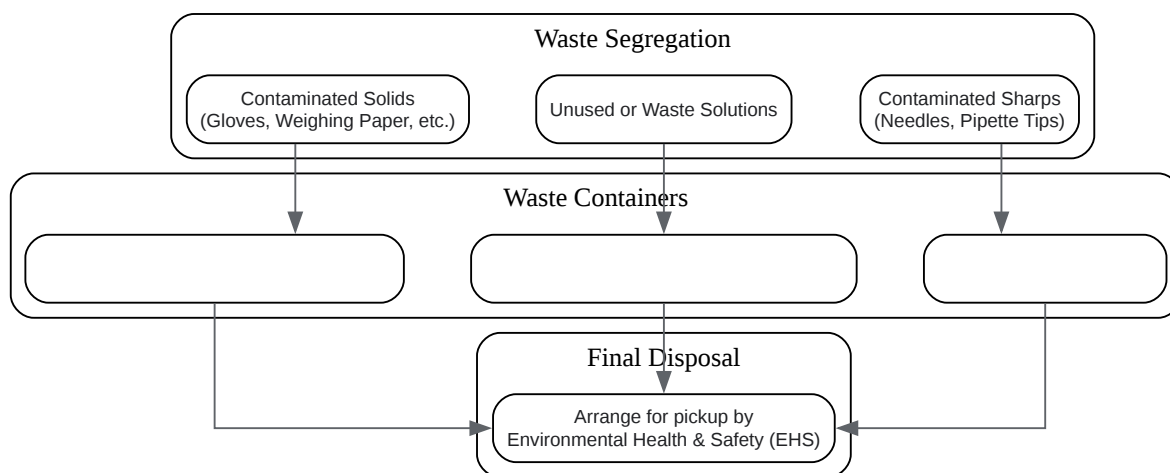 Waste Segregation
Contaminated Solids
(Gloves, Weighing Paper, etc.)
Unused or Waste Solutions
Contaminated Sharps
(Needles, Pipette Tips)
Waste Containers
Final Disposal
Arrange for pickup by
Environmental Health & Safety (EHS)